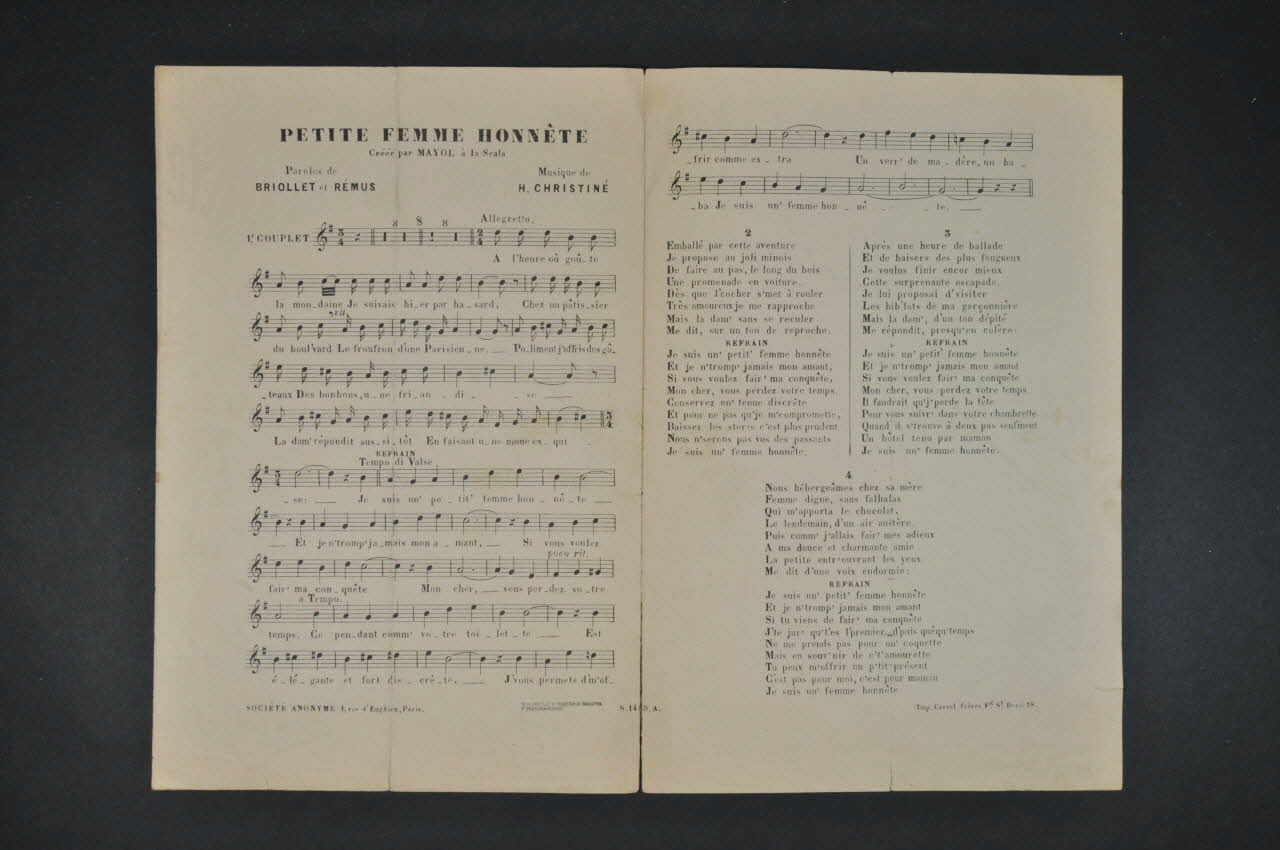 PETITE FEMME HONNÊTE
Créée par MAYOL à la Scala
Paroles de
BRIOLLET et RÉMUS
Musique de
H. CHRISTINÉ
1r COUPLET
Allegretto.
A l'heure où goû_te
la mon_daine Je suivais hi_er par ha_sard, Chez un pâtis_sier
rit.
du boul'vard Le froufrou d'une Parisien_ne. Po_liment j'offris des gâ_
teaux Des bonbons, u_ne fri_an_di_se
La dam' répondit aus_si_tôt En faisant u_ne moue ex_qui_
REFRAIN
Tempo di Valse
_se: Je suis un' pe_tit' femme hon_nê_te
Et je n'tromp' ja_mais mon a_mant, Si vous voulez
poco rit.
fair' ma con_quête Mon cher, vous per_dez vo_tre
a Tempo.
temps. Ce pen_dant comm' vo_tre toi_let_te Est
é_lé_gante et fort dis_crè_te, J'vous permets d'm'of_
SOCIÉTÉ ANONYME 4, rue d'Enghien, Paris.
S.1449.A.
_frir comme ex_tra Un verr' de ma_dère, un ba_
_ba Je suis un' femme hon_nê_te.
2
Emballé par cette aventure
Je propose au joli minois
De faire au pas, le long du bois
Une promenade en voiture.
Dès que l'cocher s'met à rouler
Très amoureux je me rapproche
Mais la dam' sans se reculer
Me dit, sur un ton de reproche:
REFRAIN
Je suis un' petit' femme honnête
Et je n'tromp' jamais mon amant,
Si vous voulez fair' ma conquête,
Mon cher, vous perdez votre temps.
Conservez un' tenue discrète
Et pour ne pas qu'je m'compromette,
Baissez les stores c'est plus prudent
Nous n'serons pas vus des passants
Je suis un' femme honnête.
3
Après une heure de ballade
Et de baisers des plus fougueux
Je voulus finir encor mieux
Cette surprenante escapade.
Je lui proposai d'visiter
Les bib'lots de ma garçonnière
Mais la dam', d'un ton dépité
Me répondit, presqu'en colère:
REFRAIN
Je suis un' petit' femme honnête
Et je n'tromp' jamais mon amant
Si vous voulez fair' ma conquête
Mon cher, vous perdez votre temps.
Il faudrait qu'j'perde la tête
Pour vous suivr' dans votre chambrette
Quand il s'trouve à deux pas seul'ment
Un hôtel tenu par maman
Je suis un' femme honnête.
4
Nous hébergeâmes chez sa mère
Femme digne, sans falbalas
Qui m'apporta le chocolat,
Le lendemain, d'un air austère.
Puis comm' j'allais fair' mes adieux
A ma douce et charmante amie
La petite entr'ouvrant les yeux
Me dit d'une voix endormie:
REFRAIN
Je suis un' petit' femme honnête
Et je n'tromp' jamais mon amant
Si tu viens de fair' ma conquête
J'te jur' qu't'es l'premier_d'puis quéqu'temps
Ne me prends pas pour un' coquette
Mais en souv'nir de c't'amourette
Tu peux m'offrir un p'tit présent
C'est pas pour moi, c'est pour maman
Je suis un' femme honnête
Imp. Crevel frères Fg St Denis 18.